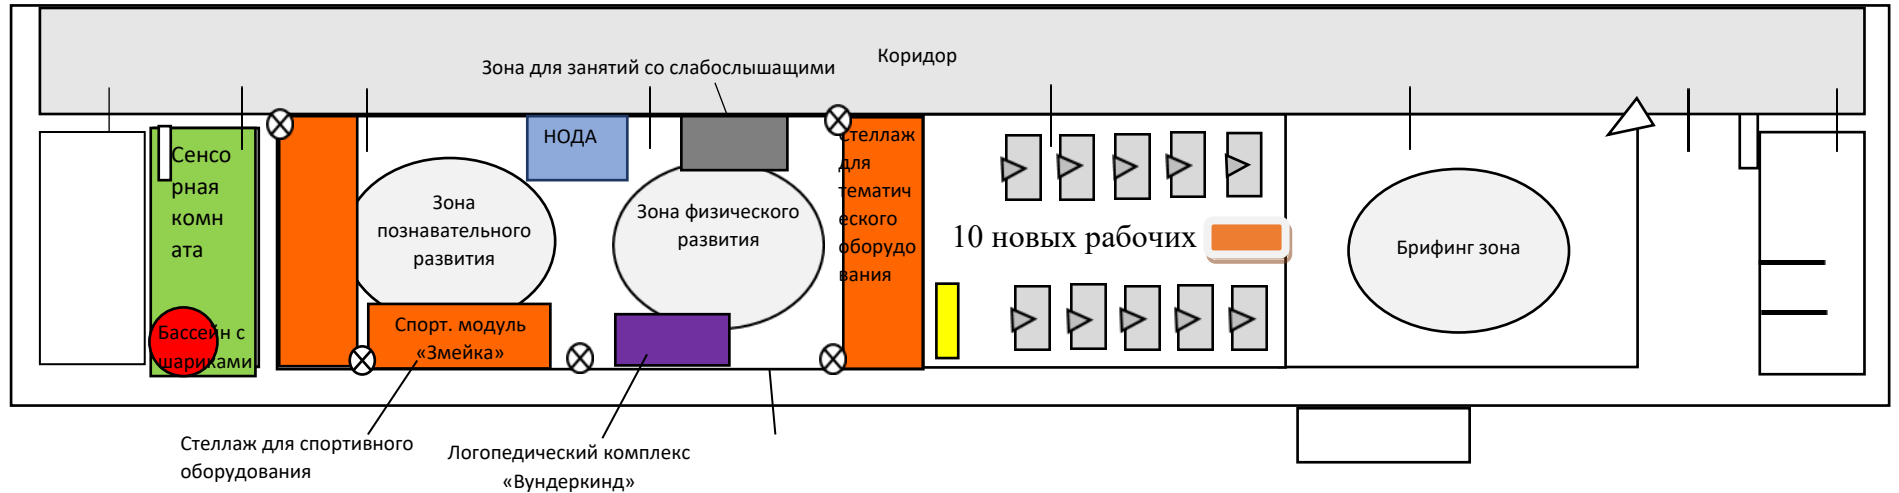 Коридор
Зона для занятий со слабослышащими
Сенсо
рная
комн
ата
Бассейн с
шариками
НОДА
Зона
познавательного
развития
Зона физического
развития
Спорт. модуль
«Змейка»
Стеллаж
для
тематич
еского
оборудо
вания
10 новых рабочих
Брифинг зона
Стеллаж для спортивного
оборудования
Логопедический комплекс
«Вундеркинд»